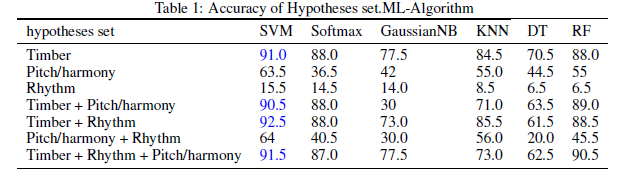 Table 1: Accuracy of Hypotheses set.ML-Algorithm
hypotheses set SVM Softmax GaussianNB KNN DT RF
Timber 91.0 88.0 77.5 84.5 70.5 88.0
Pitch/harmony 63.5 36.5 42 55.0 44.5 55
Rhythm 15.5 14.5 14.0 8.5 6.5 6.5
Timber + Pitch/harmony 90.5 88.0 30 71.0 63.5 89.0
Timber + Rhythm 92.5 88.0 73.0 85.5 61.5 88.5
Pitch/harmony + Rhythm 64 40.5 30.0 56.0 20.0 45.5
Timber + Rhythm + Pitch/harmony 91.5 87.0 77.5 73.0 62.5 90.5